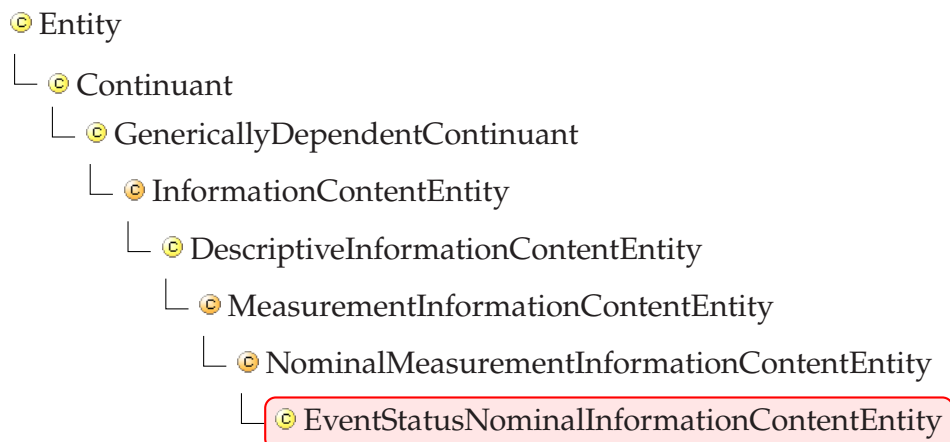 Entity
Continuant
GenericallyDependentContinuant
InformationContentEntity
DescriptiveInformationContentEntity
MeasurementInformationContentEntity
NominalMeasurementInformationContentEntity
EventStatusNominalInformationContentEntity